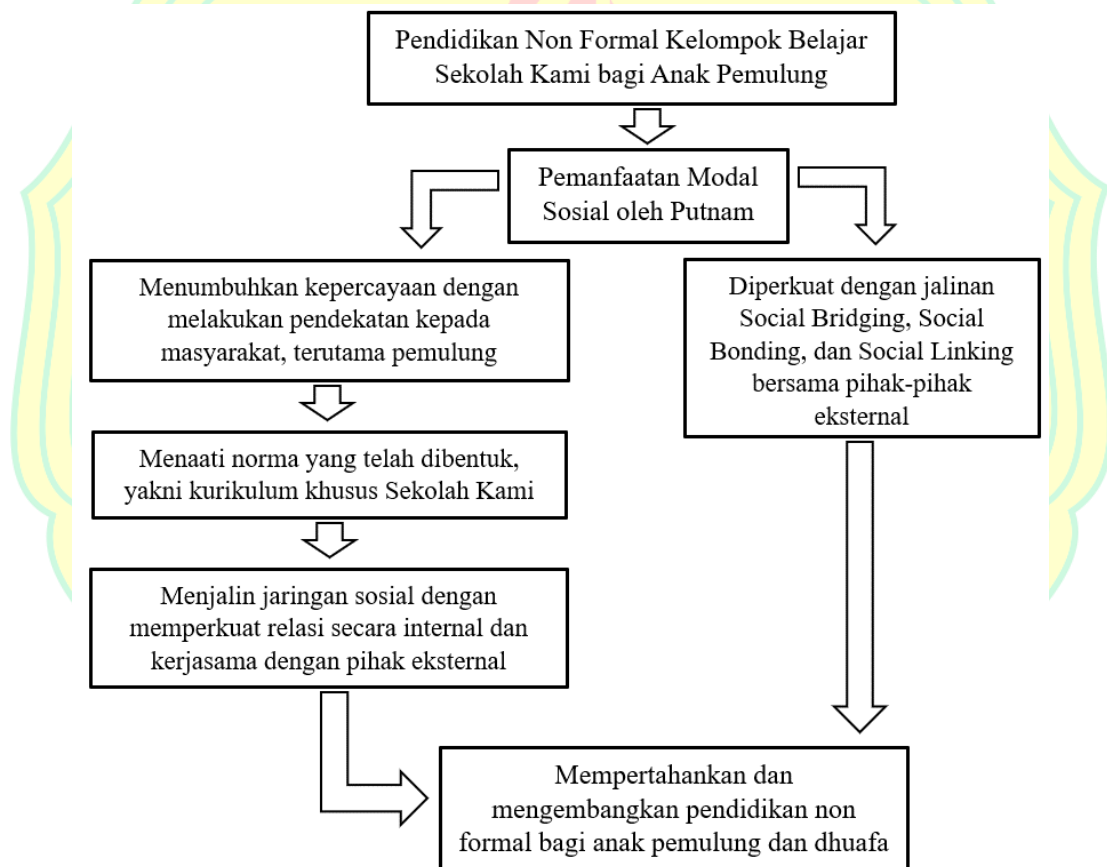 Pendidikan Non Formal Kelompok Belajar
Sekolah Kami bagi Anak Pemulung
Pemanfaatan Modal
Sosial oleh Putnam
Menumbuhkan kepercayaan dengan
melakukan pendekatan kepada
masyarakat, terutama pemulung
Menaati norma yang telah dibentuk,
yakni kurikulum khusus Sekolah Kami
Menjalin jaringan sosial dengan
memperkuat relasi secara internal dan
kerjasama dengan pihak eksternal
Diperkuat dengan jalinan
Social Bridging, Social
Bonding, dan Social Linking
bersama pihak-pihak
eksternal
Mempertahankan dan
mengembangkan pendidikan non
formal bagi anak pemulung dan dhuafa